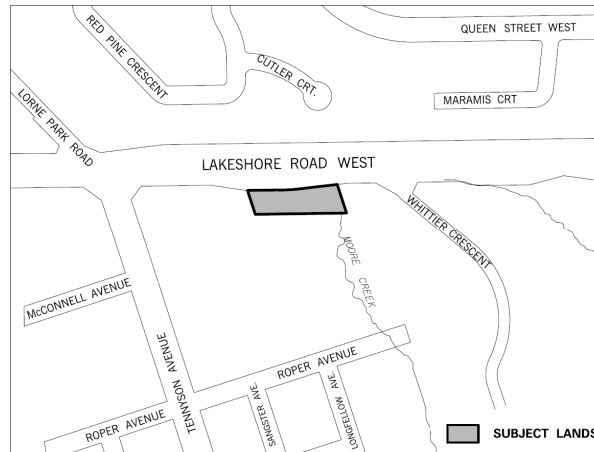 QUEEN STREET WEST
RED PINE CRESCENT
CUTLER CRT.
MARAMIS CRT
LORNE PARK ROAD
LAKESHORE ROAD WEST
WHITTIER CRESCENT
MOORE CREEK
McCONNELL AVENUE
TENNYSON AVENUE
ROPER AVENUE
SANGSTER AVE.
LONGFELLOW AVE.
ROPER AVENUE
SUBJECT LANDS